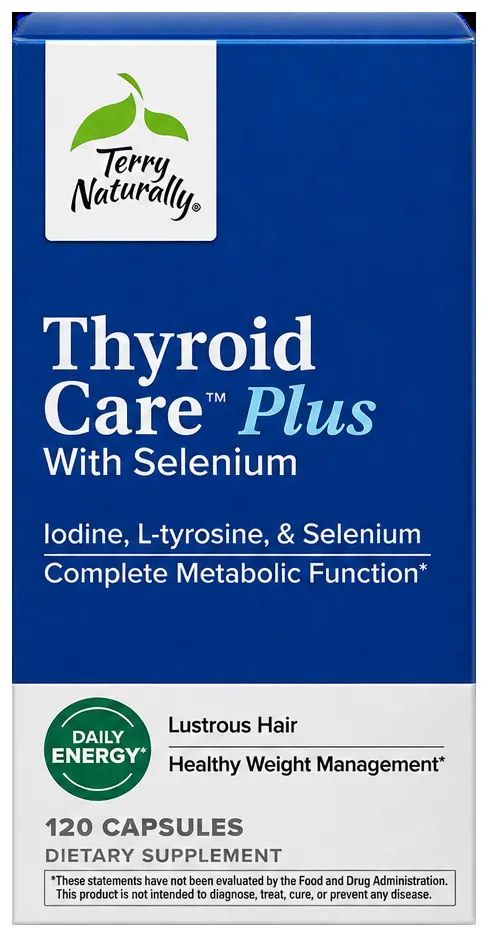 Terry
Naturally®
Thyroid
Care™ Plus
With Selenium
Iodine, L-tyrosine, & Selenium
Complete Metabolic Function*
DAILY
ENERGY*
Lustrous Hair
Healthy Weight Management*
120 CAPSULES
DIETARY SUPPLEMENT
*These statements have not been evaluated by the Food and Drug Administration.
This product is not intended to diagnose, treat, cure, or prevent any disease.